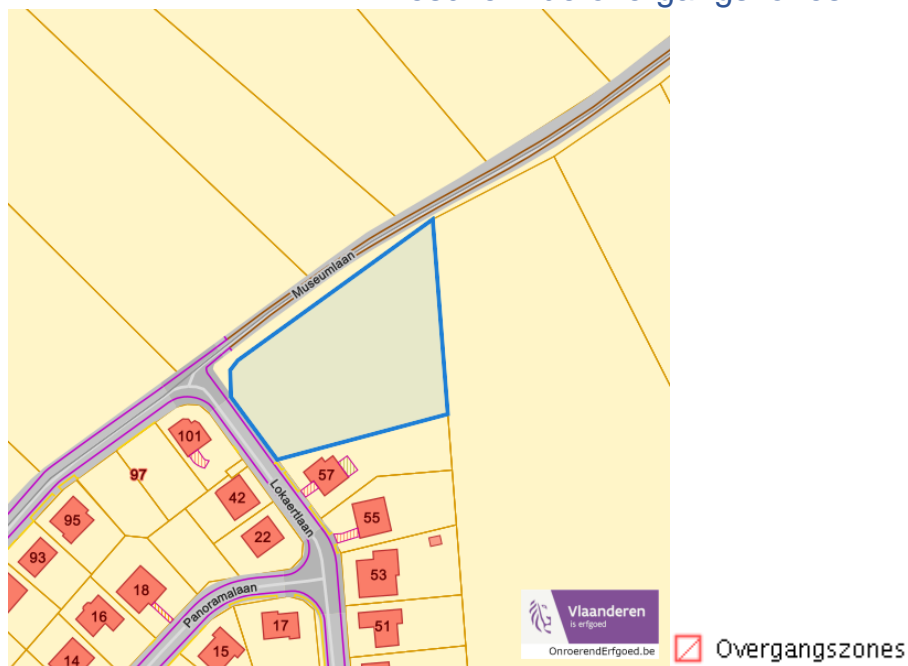 Museumlaan
101
97
57
42
Lokaertlaan
95
55
22
93
53
18
Panoramalaan
16
17
51
15
14
Vlaanderen
is erfgoed
OnroerendErfgoed.be
Overgangszones